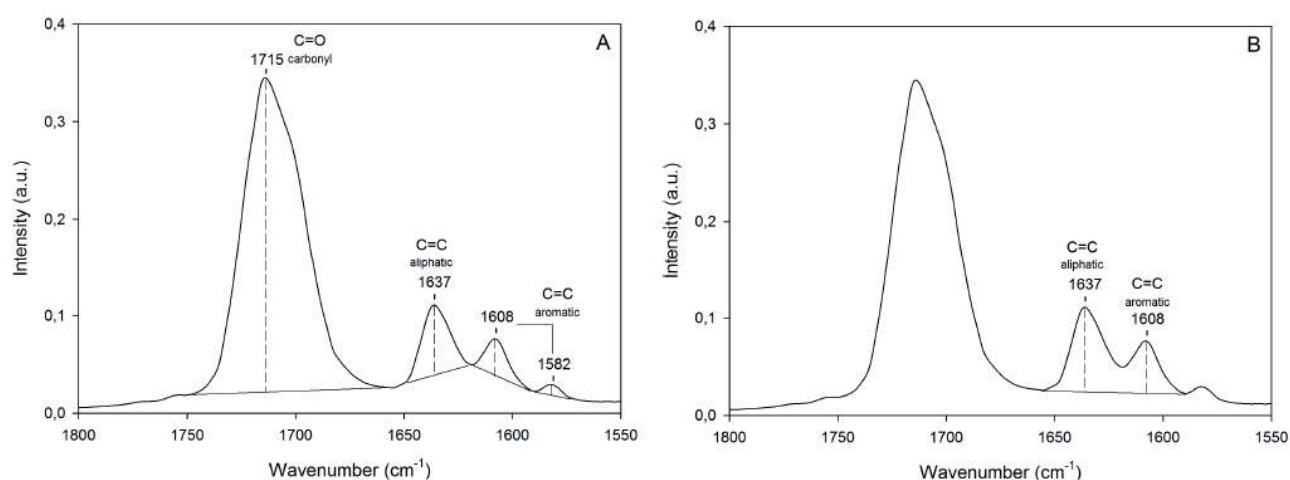 A
C=O
1715 carbonyl
C=C
aliphatic
1637
C=C
1608 aromatic
1582
0,4
0,3
0,2
0,1
0,0
Intensity (a.u.)
1800 1750 1700 1650 1600 1550
Wavenumber (cm⁻¹)
B
C=C
aliphatic
1637
C=C
aromatic
1608
0,4
0,3
0,2
0,1
0,0
Intensity (a.u.)
1800 1750 1700 1650 1600 1550
Wavenumber (cm⁻¹)